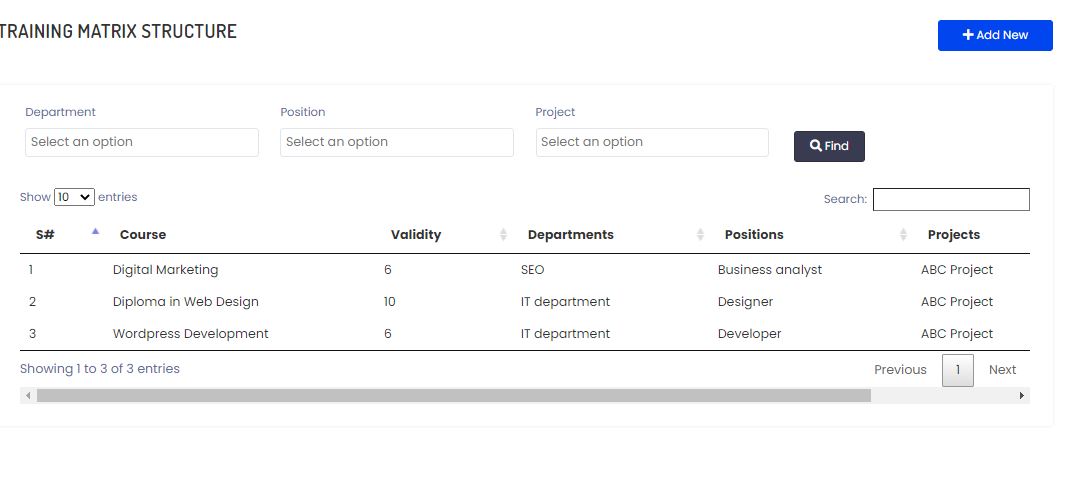 TRAINING MATRIX STRUCTURE
Add New
Department Position Project
Select an option Select an option Select an option Find
Show 10 entries Search:
S# Course Validity Departments Positions Projects
1 Digital Marketing 6 SEO Business analyst ABC Project
2 Diploma in Web Design 10 IT department Designer ABC Project
3 Wordpress Development 6 IT department Developer ABC Project
Showing 1 to 3 of 3 entries Previous 1 Next